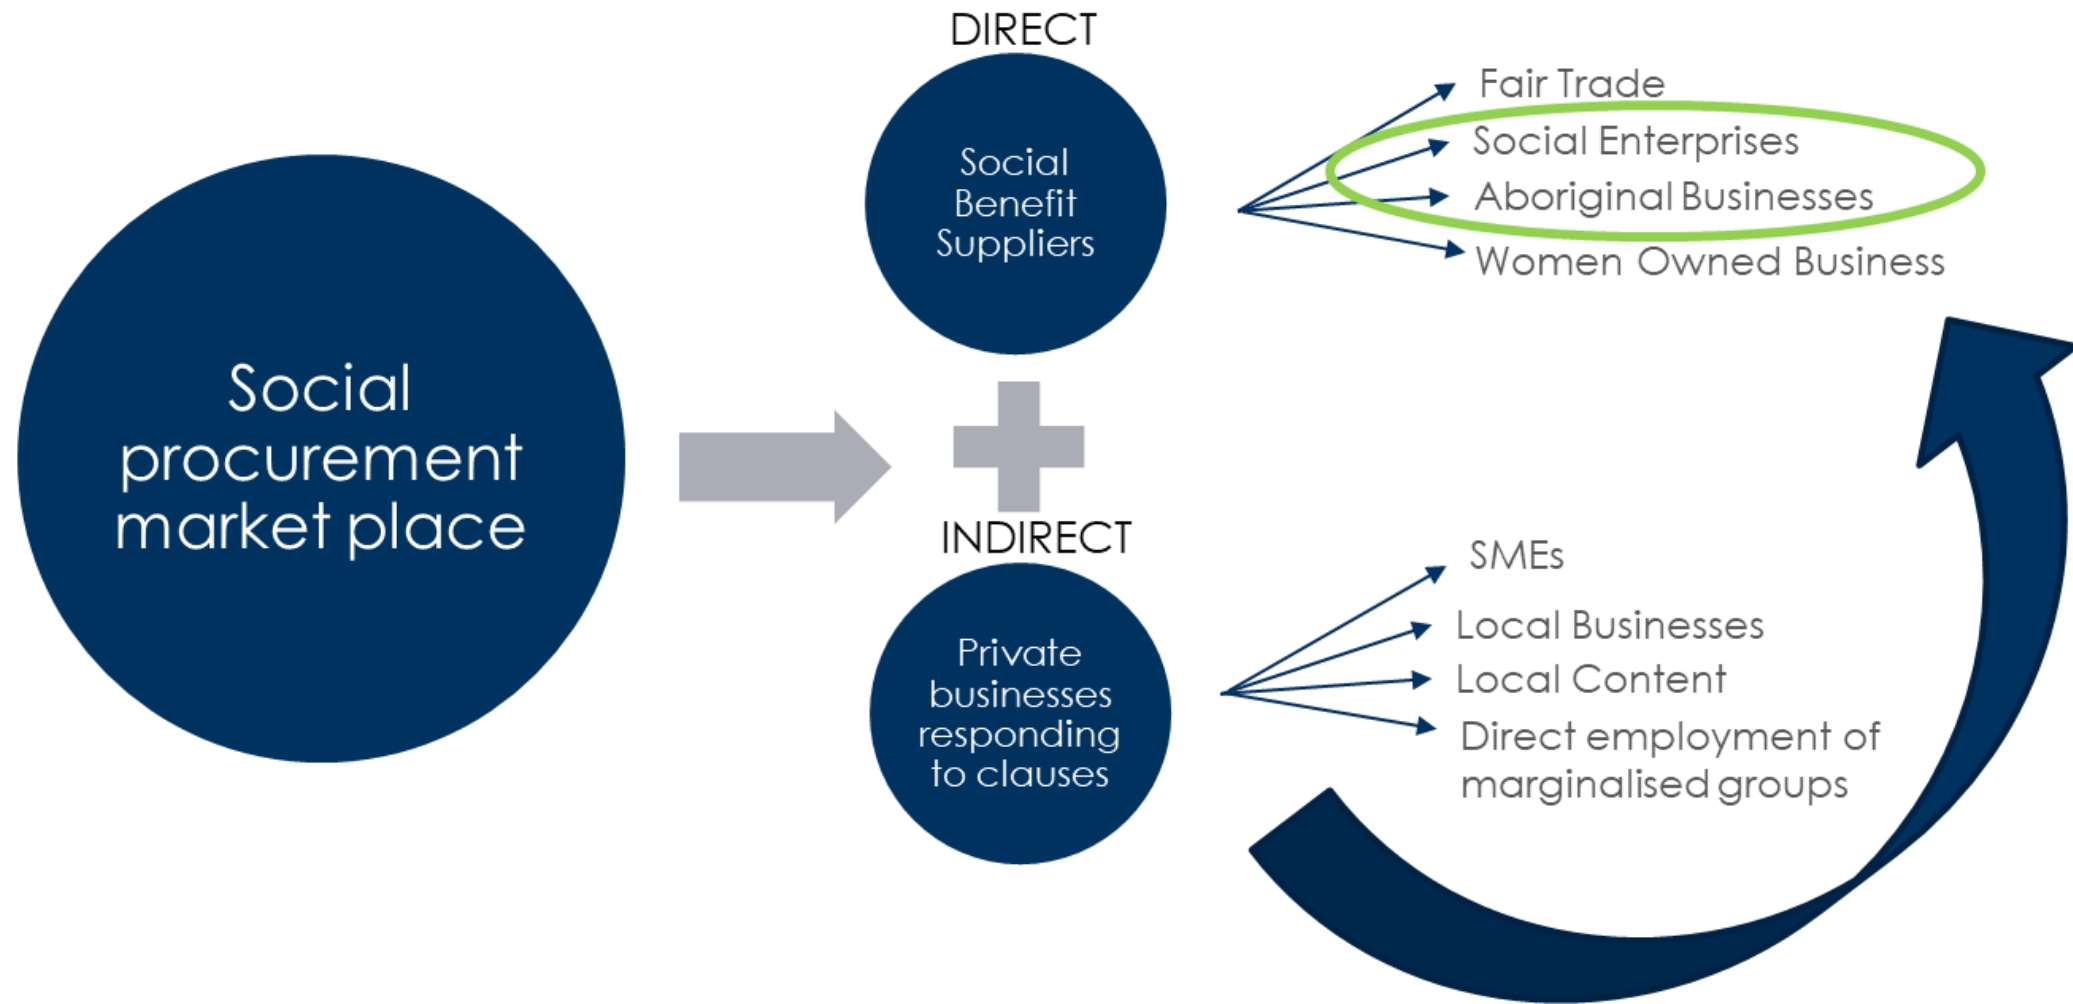 Social
procurement
market place
DIRECT
Social
Benefit
Suppliers
Fair Trade
Social Enterprises
Aboriginal Businesses
Women Owned Business
INDIRECT
Private
businesses
responding
to clauses
SMEs
Local Businesses
Local Content
Direct employment of
marginalised groups